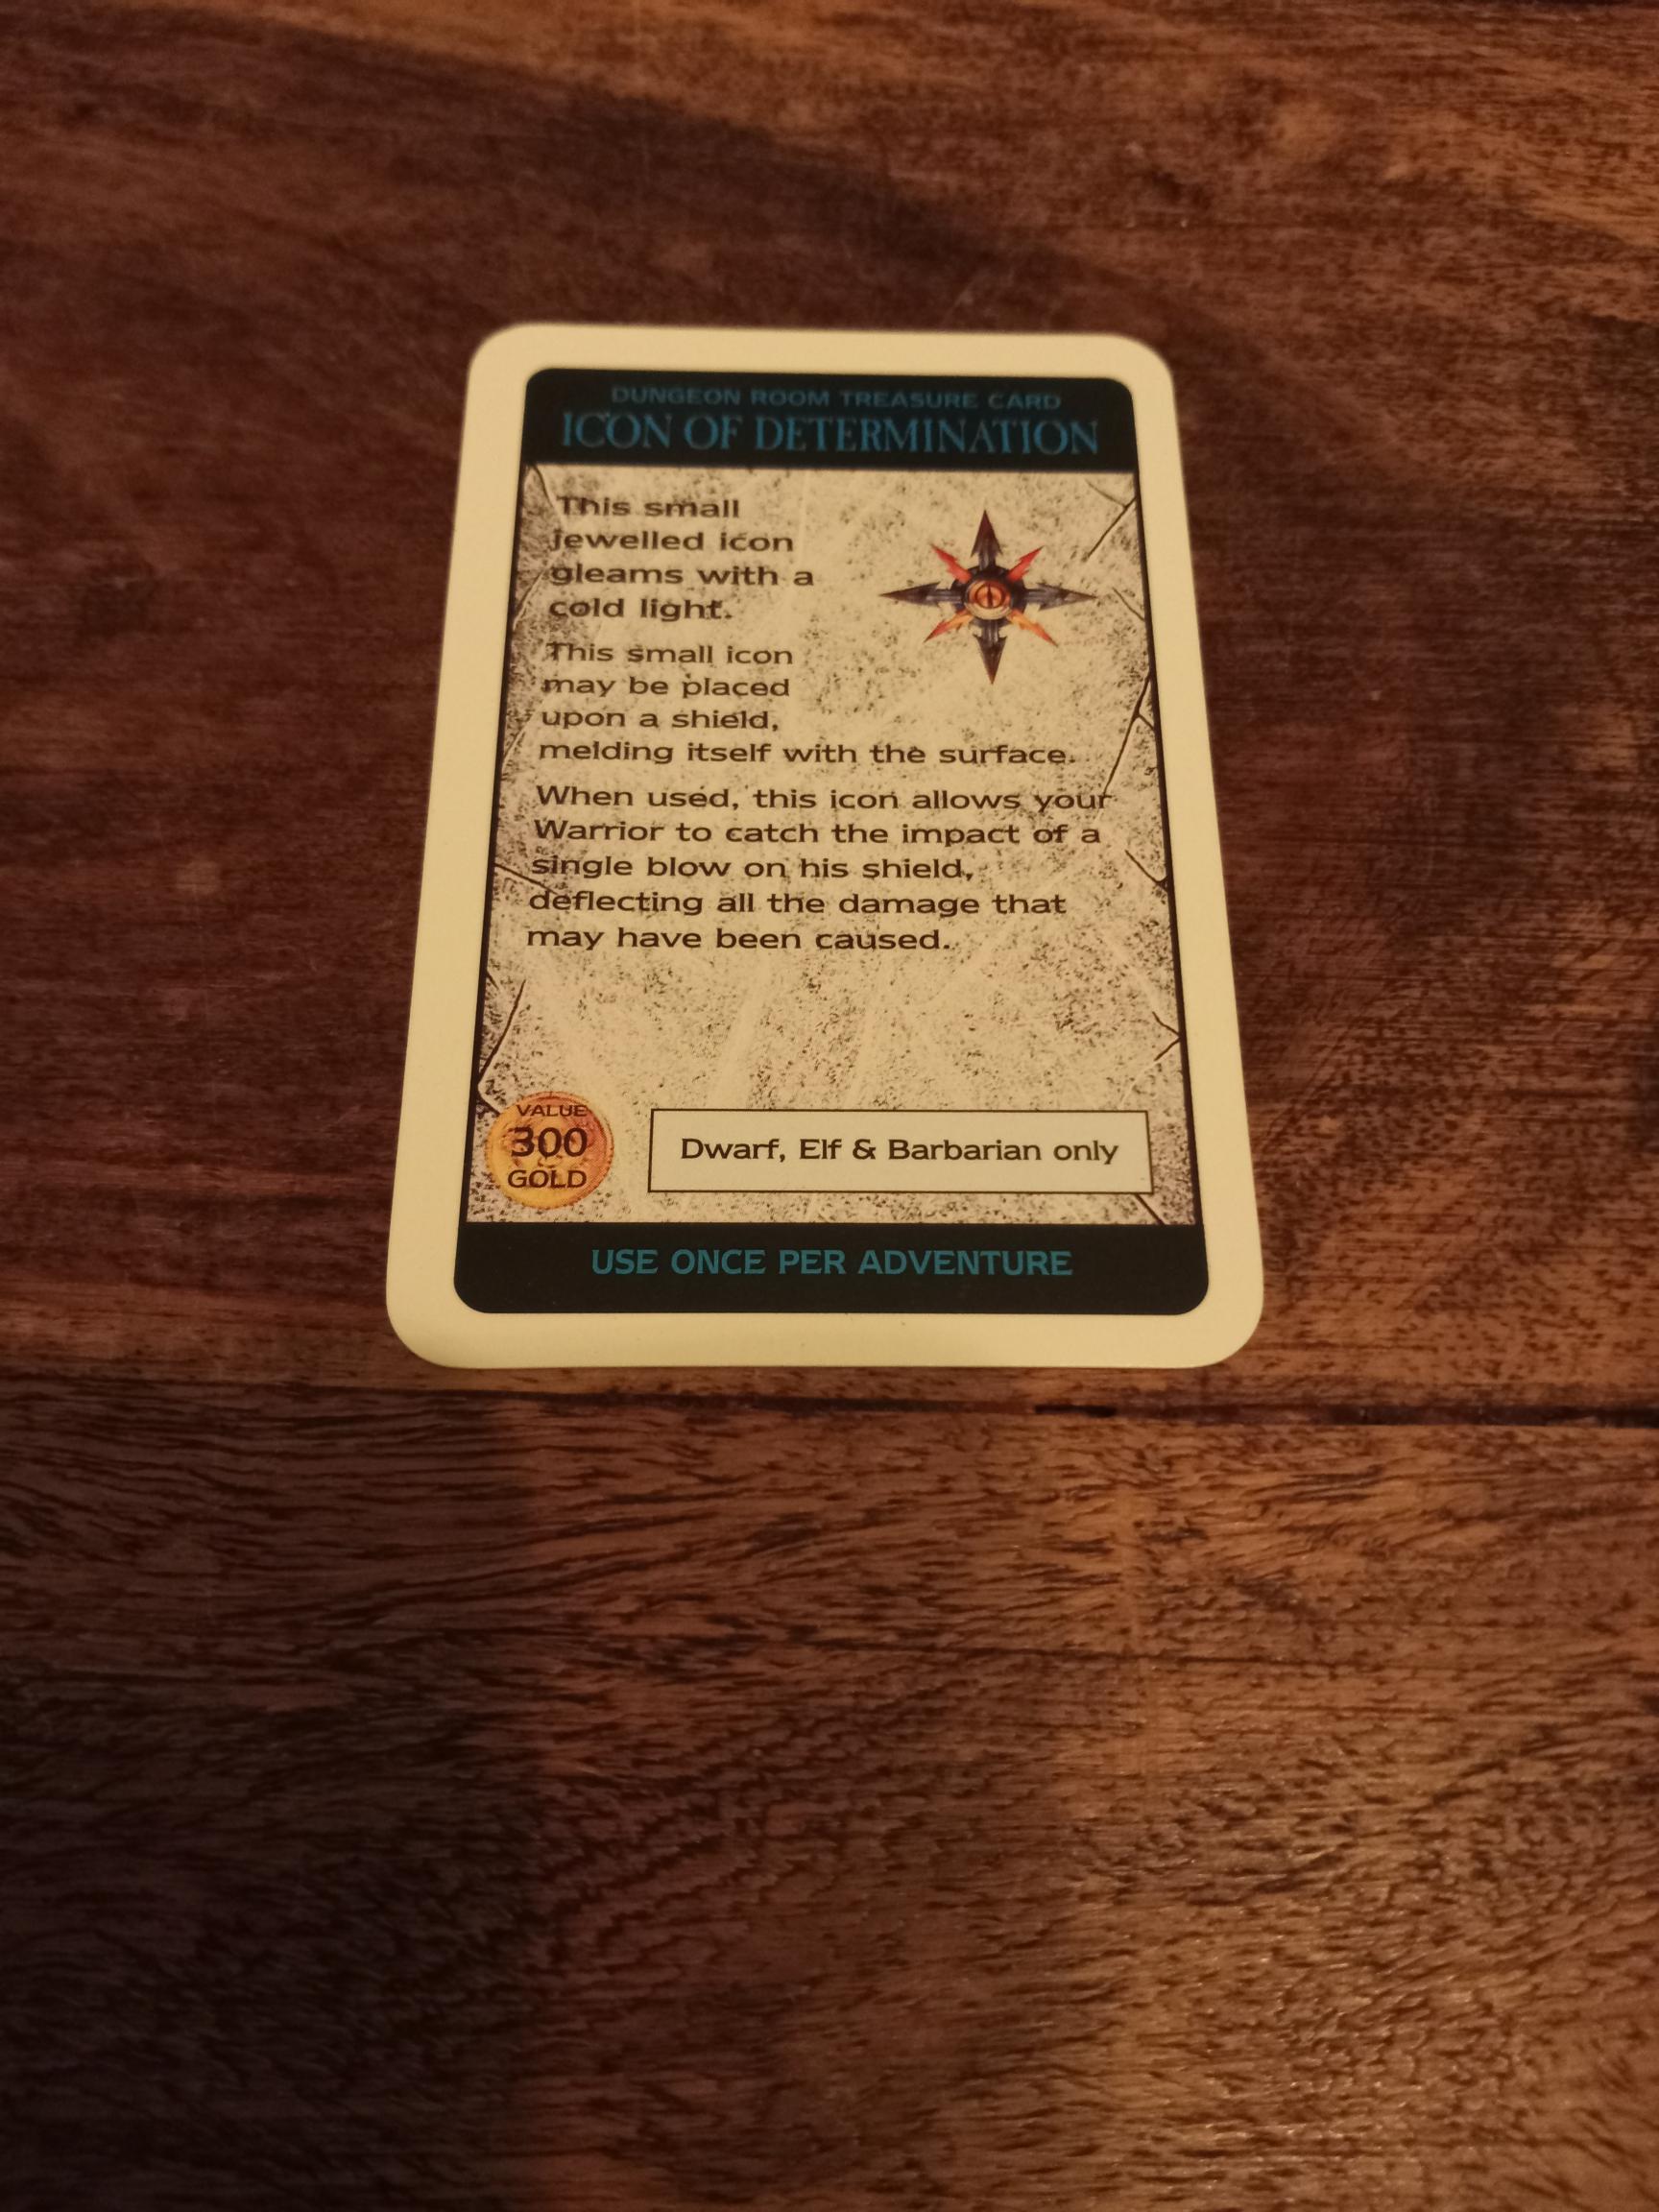 DUNGEON ROOM TREASURE CARD
ICON OF DETERMINATION
This small
jewelled icon
gleams with a
cold light.
This small icon
may be placed
upon a shield,
melding itself with the surface.
When used, this icon allows your
Warrior to catch the impact of a
single blow on his shield,
deflecting all the damage that
may have been caused.
VALUE
300
GOLD
Dwarf, Elf & Barbarian only
USE ONCE PER ADVENTURE